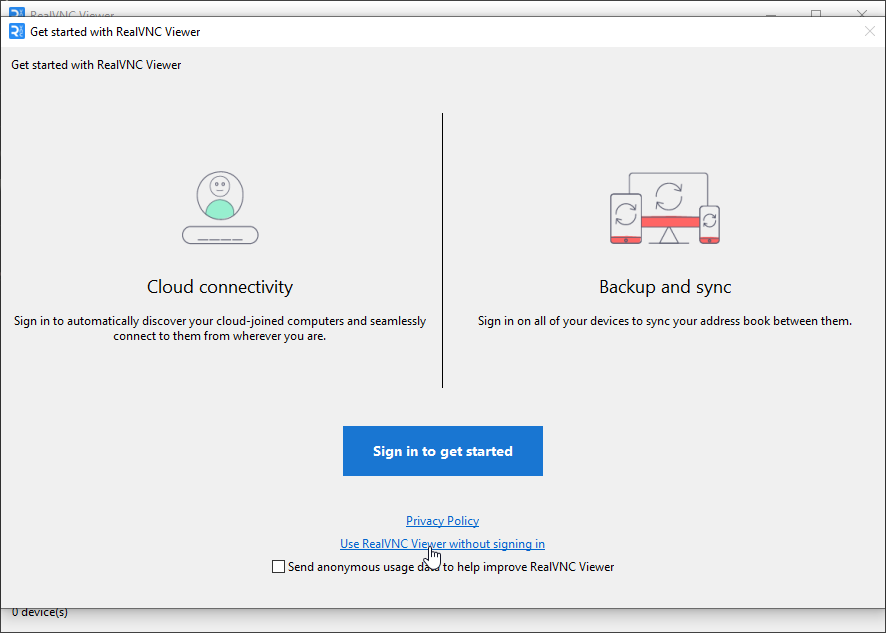 RealVNC Viewer
Get started with RealVNC Viewer
Get started with RealVNC Viewer
Cloud connectivity
Backup and sync
Sign in to automatically discover your cloud-joined computers and seamlessly
connect to them from wherever you are.
Sign in on all of your devices to sync your address book between them.
Sign in to get started
Privacy Policy
Use RealVNC Viewer without signing in
Send anonymous usage data to help improve RealVNC Viewer
0 device(s)